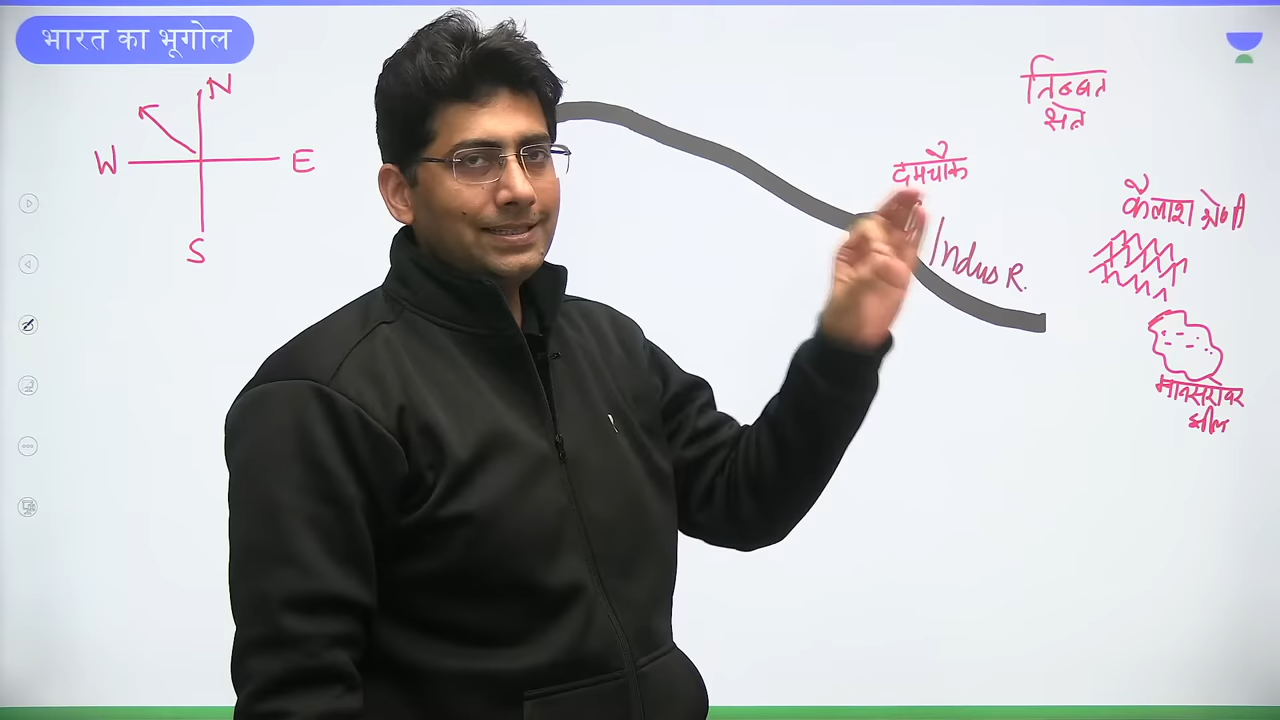 भारत का भूगोल
N
W E
S
तिब्बत
क्षेत्र
दमचौक
Indus R.
कैलाश श्रेणी
मानसरोवर
झील